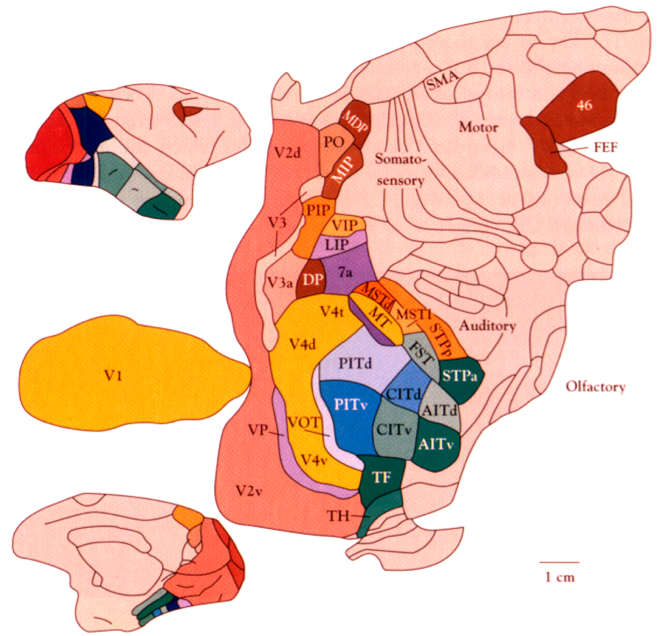 SMA
46
MDP
Motor
V2d
PO
FEF
Somato-
sensory
MIP
PIP
V3
VIP
LIP
7a
V3a
DP
MSTd
V4t
MT
MSTl
STPp
Auditory
V4d
FST
PITd
V1
STPa
Olfactory
CITd
PITv
AITd
VOT
VP
CITv
AITv
V4v
TF
V2v
TH
1 cm